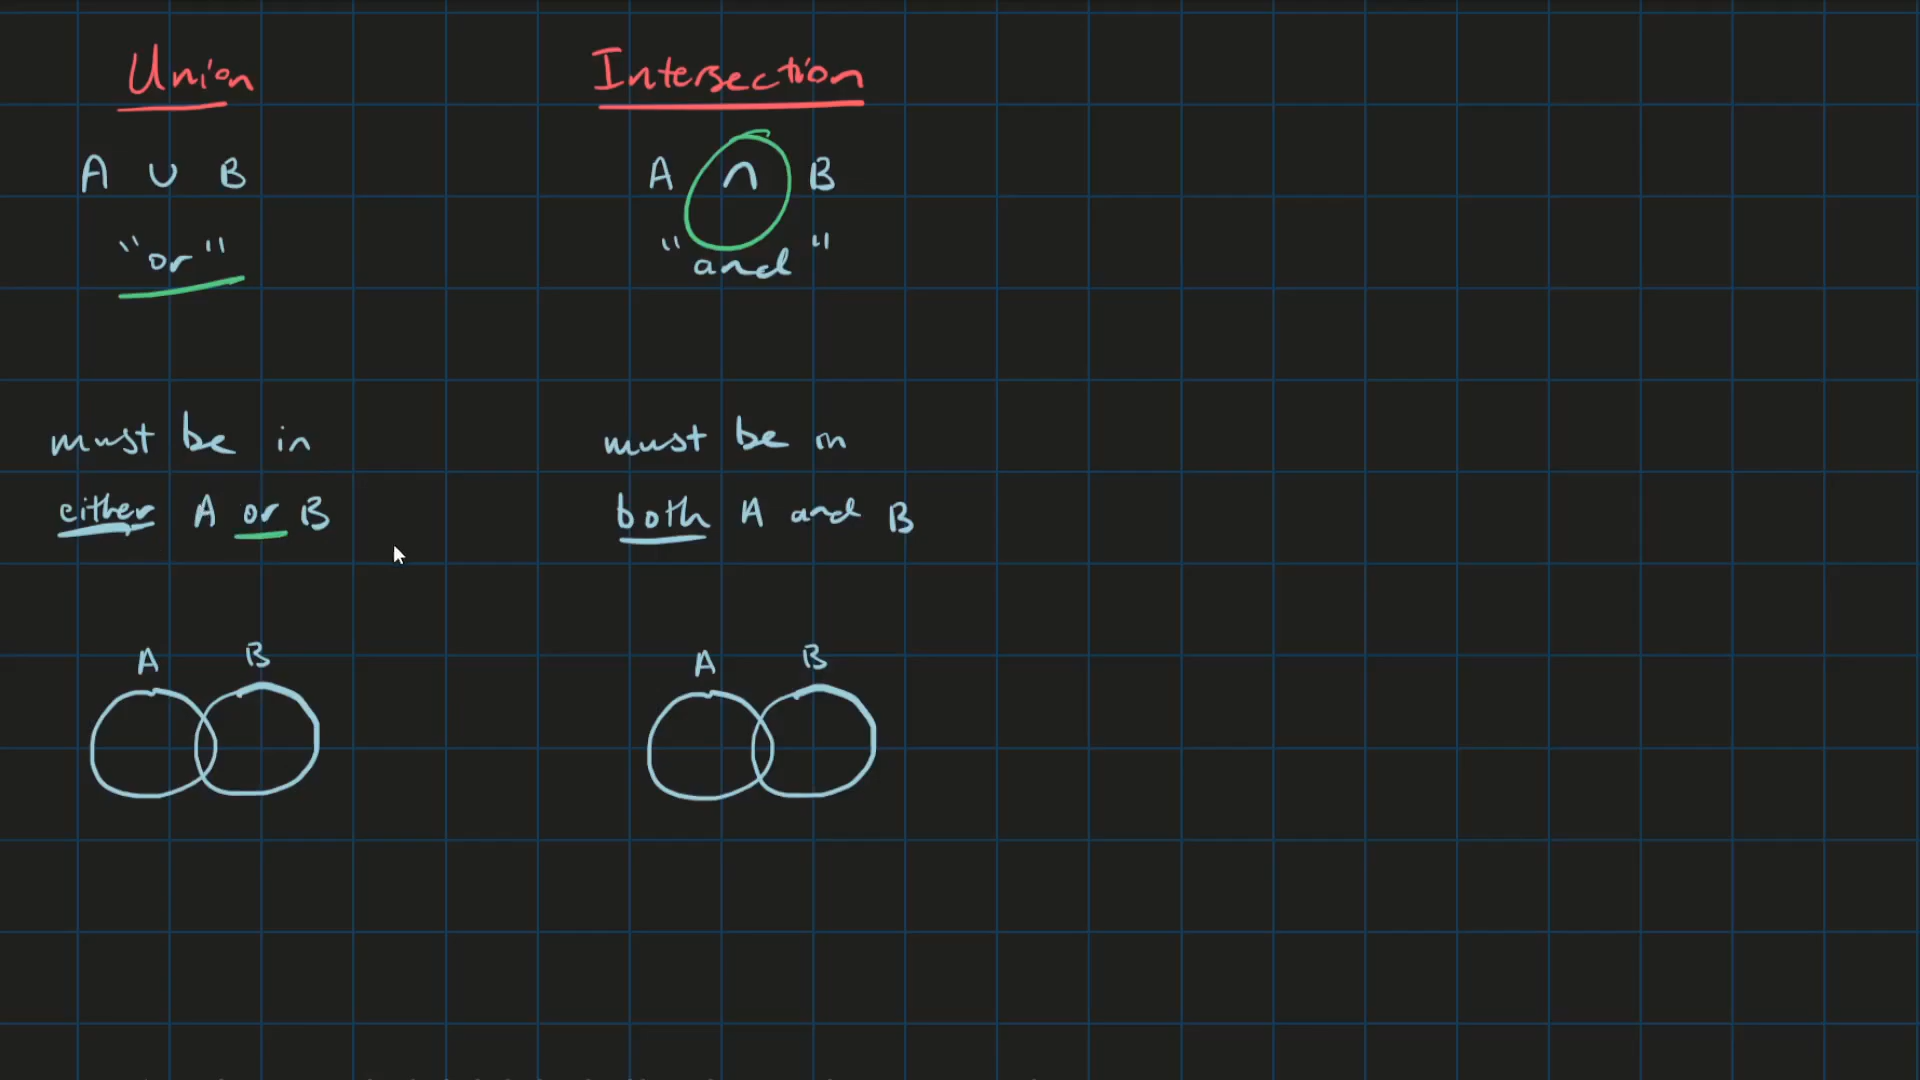 Union
A ∪ B
"or"
must be in
either A or B
A B
Intersection
A ∩ B
"and"
must be in
both A and B
A B